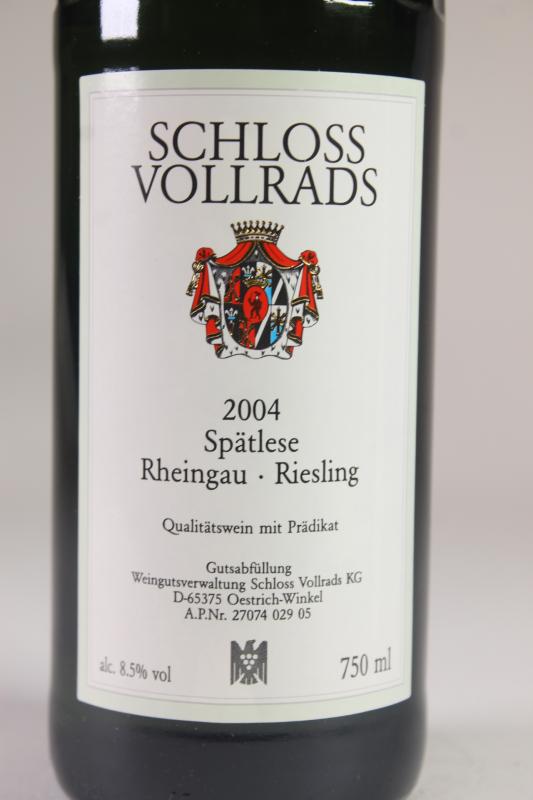 SCHLOSS
VOLLRADS
2004
Spätlese
Rheingau · Riesling
Qualitätswein mit Prädikat
Gutsabfüllung
Weingutsverwaltung Schloss Vollrads KG
D-65375 Oestrich-Winkel
A.P.Nr. 27074 029 05
alc. 8.5% vol
750 ml